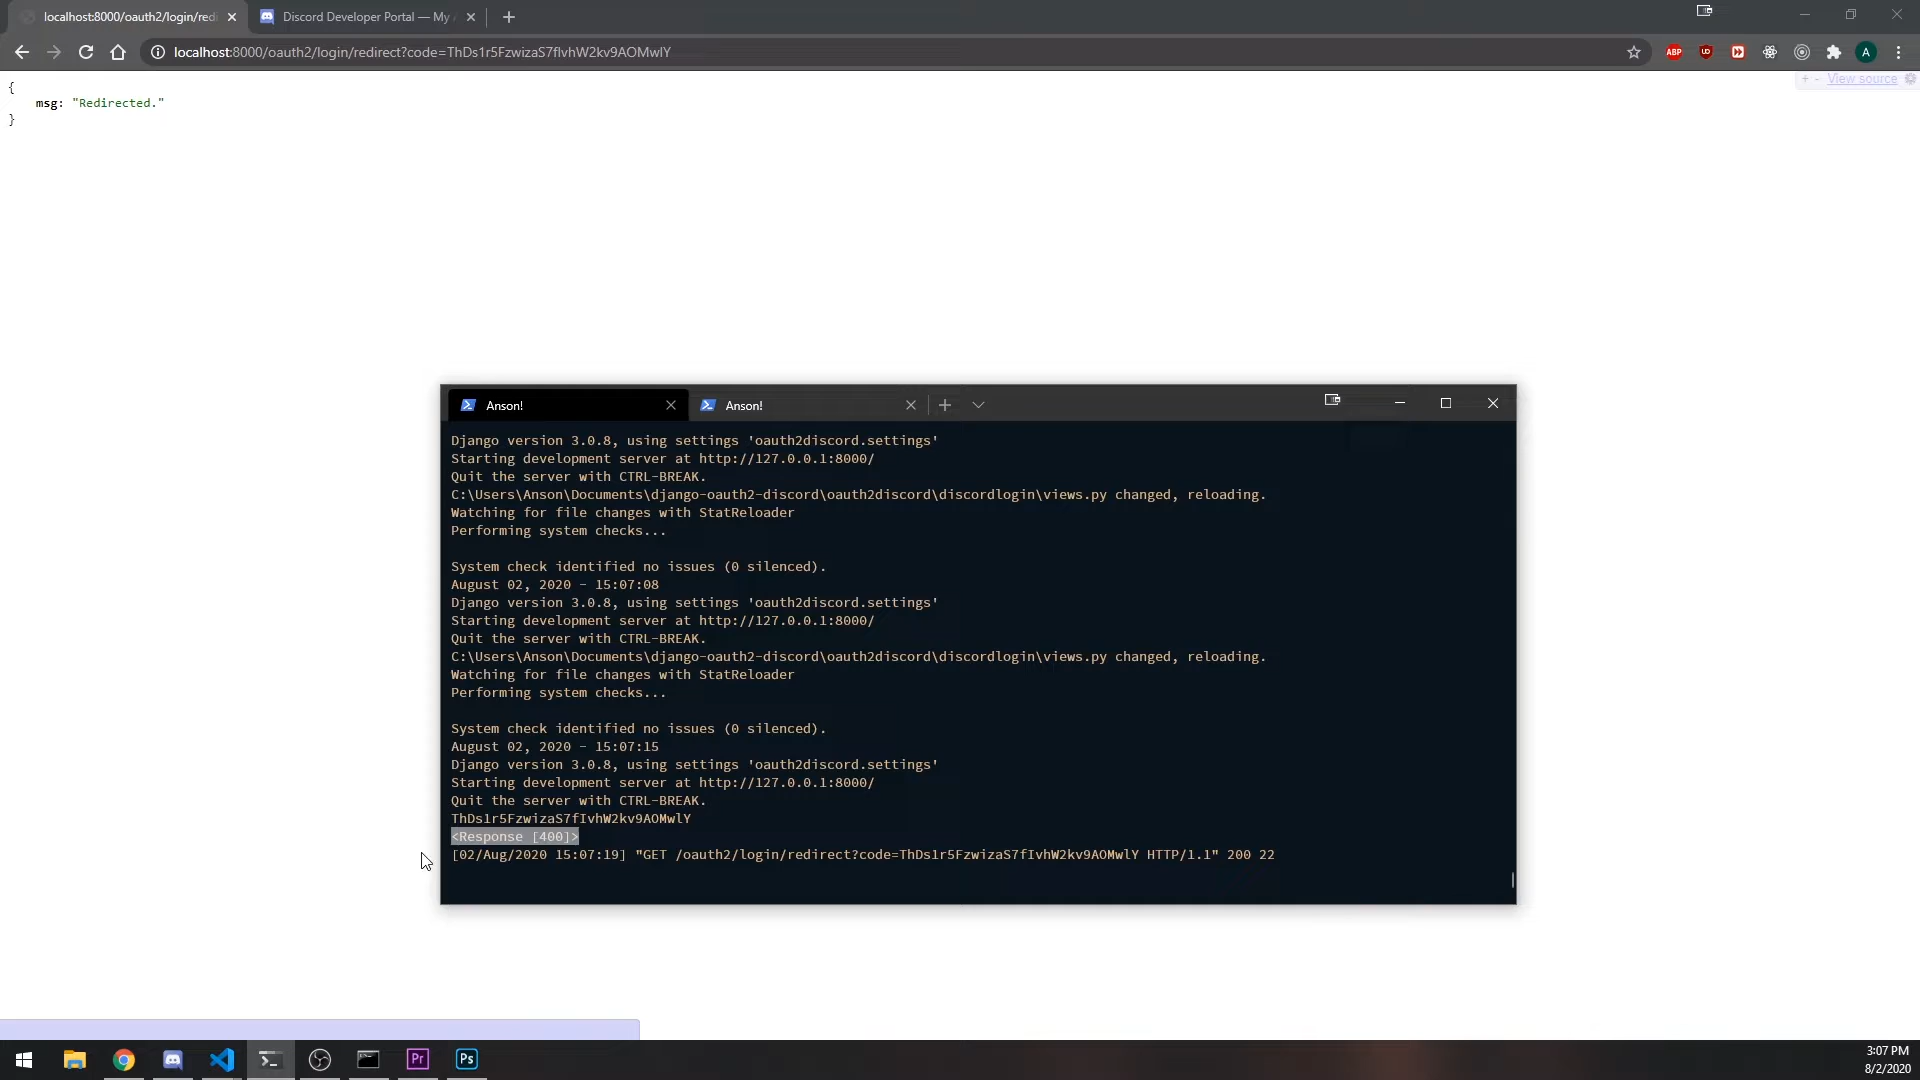 localhost:8000/oauth2/login/redi
Discord Developer Portal — My
localhost:8000/oauth2/login/redirect?code=ThDs1r5FzwizaS7fIvhW2kv9AOMwlY
ABP
A
+ - View source
{
msg: "Redirected."
}
Anson!
Anson!
Django version 3.0.8, using settings 'oauth2discord.settings'
Starting development server at http://127.0.0.1:8000/
Quit the server with CTRL-BREAK.
C:\Users\Anson\Documents\django-oauth2-discord\oauth2discord\discordlogin\views.py changed, reloading.
Watching for file changes with StatReloader
Performing system checks...
System check identified no issues (0 silenced).
August 02, 2020 - 15:07:08
Django version 3.0.8, using settings 'oauth2discord.settings'
Starting development server at http://127.0.0.1:8000/
Quit the server with CTRL-BREAK.
C:\Users\Anson\Documents\django-oauth2-discord\oauth2discord\discordlogin\views.py changed, reloading.
Watching for file changes with StatReloader
Performing system checks...
System check identified no issues (0 silenced).
August 02, 2020 - 15:07:15
Django version 3.0.8, using settings 'oauth2discord.settings'
Starting development server at http://127.0.0.1:8000/
Quit the server with CTRL-BREAK.
ThDs1r5FzwizaS7fIvhW2kv9AOMwlY
<Response [400]>
[02/Aug/2020 15:07:19] "GET /oauth2/login/redirect?code=ThDs1r5FzwizaS7fIvhW2kv9AOMwlY HTTP/1.1" 200 22
Pr
Ps
3:07 PM
8/2/2020